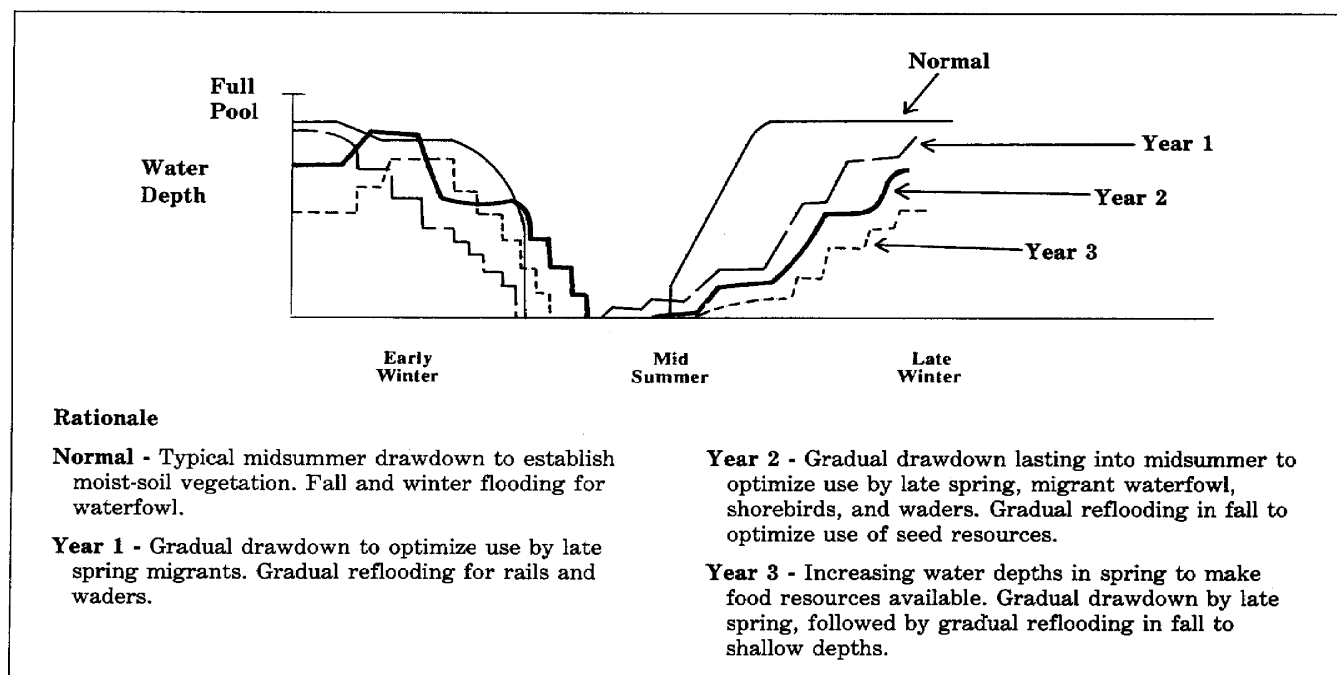 Normal
Full
Pool
Year 1
Water
Depth
Year 2
Year 3
Early
Winter
Mid
Summer
Late
Winter
Rationale
Normal - Typical midsummer drawdown to establish
moist-soil vegetation. Fall and winter flooding for
waterfowl.
Year 1 - Gradual drawdown to optimize use by late
spring migrants. Gradual reflooding for rails and
waders.
Year 2 - Gradual drawdown lasting into midsummer to
optimize use by late spring, migrant waterfowl,
shorebirds, and waders. Gradual reflooding in fall to
optimize use of seed resources.
Year 3 - Increasing water depths in spring to make
food resources available. Gradual drawdown by late
spring, followed by gradual reflooding in fall to
shallow depths.